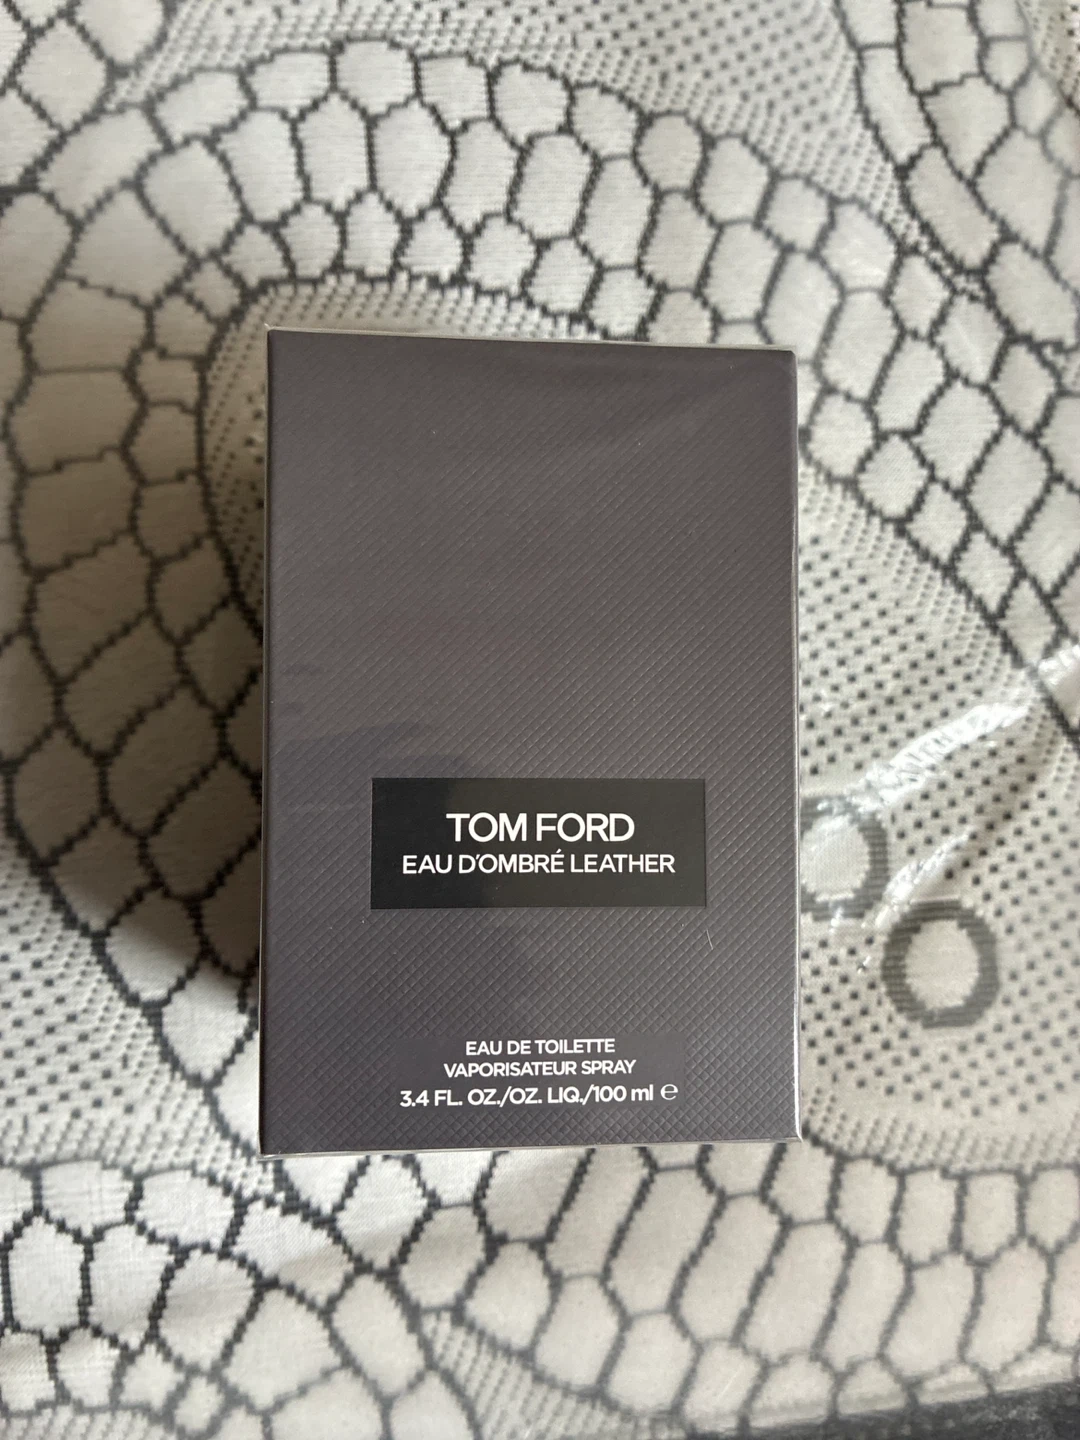 TOM FORD
EAU D'OMBRÉ LEATHER
EAU DE TOILETTE
VAPORISATEUR SPRAY
3.4 FL. OZ./OZ. LIQ./100 ml ℮